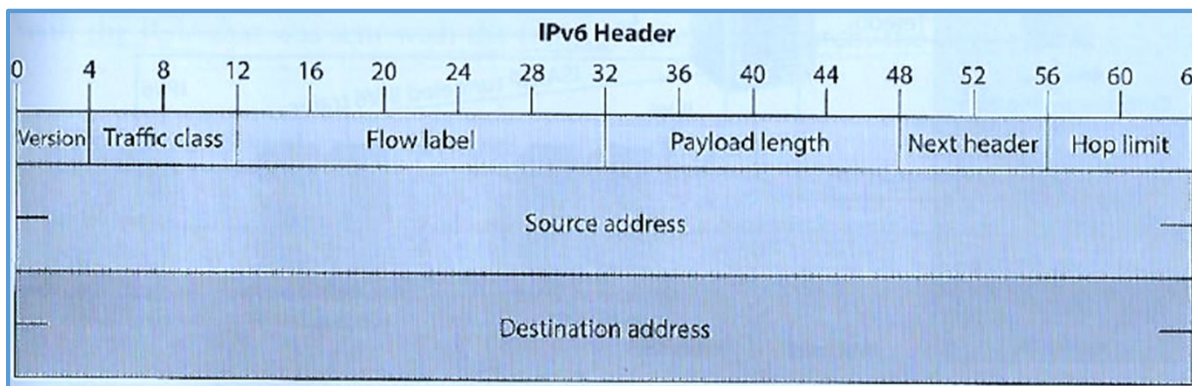 IPv6 Header
0 4 8 12 16 20 24 28 32 36 40 44 48 52 56 60 6
Version Traffic class Flow label Payload length Next header Hop limit
Source address
Destination address